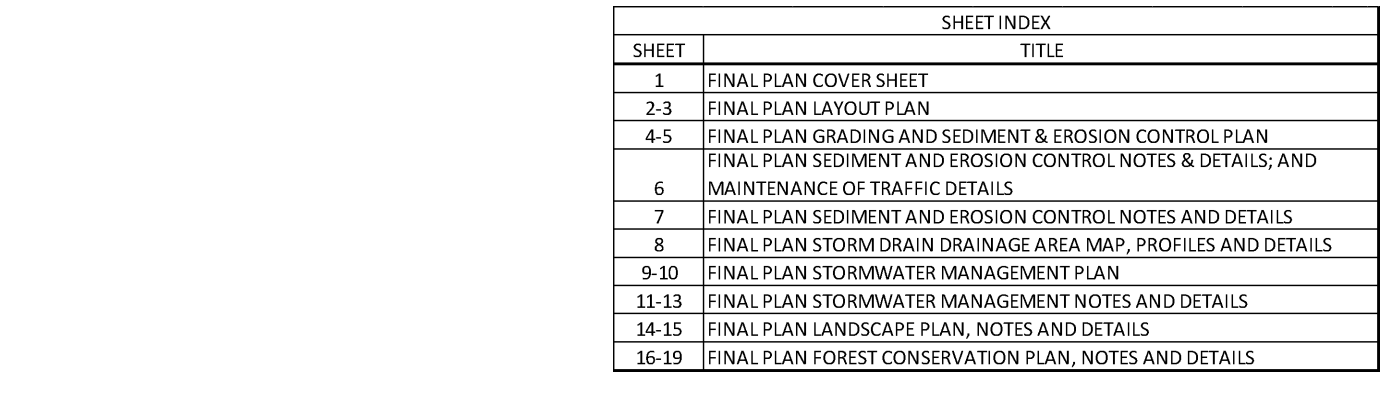 SHEET INDEX
SHEET TITLE
1 FINAL PLAN COVER SHEET
2-3 FINAL PLAN LAYOUT PLAN
4-5 FINAL PLAN GRADING AND SEDIMENT & EROSION CONTROL PLAN
FINAL PLAN SEDIMENT AND EROSION CONTROL NOTES & DETAILS; AND
6 MAINTENANCE OF TRAFFIC DETAILS
7 FINAL PLAN SEDIMENT AND EROSION CONTROL NOTES AND DETAILS
8 FINAL PLAN STORM DRAIN DRAINAGE AREA MAP, PROFILES AND DETAILS
9-10 FINAL PLAN STORMWATER MANAGEMENT PLAN
11-13 FINAL PLAN STORMWATER MANAGEMENT NOTES AND DETAILS
14-15 FINAL PLAN LANDSCAPE PLAN, NOTES AND DETAILS
16-19 FINAL PLAN FOREST CONSERVATION PLAN, NOTES AND DETAILS